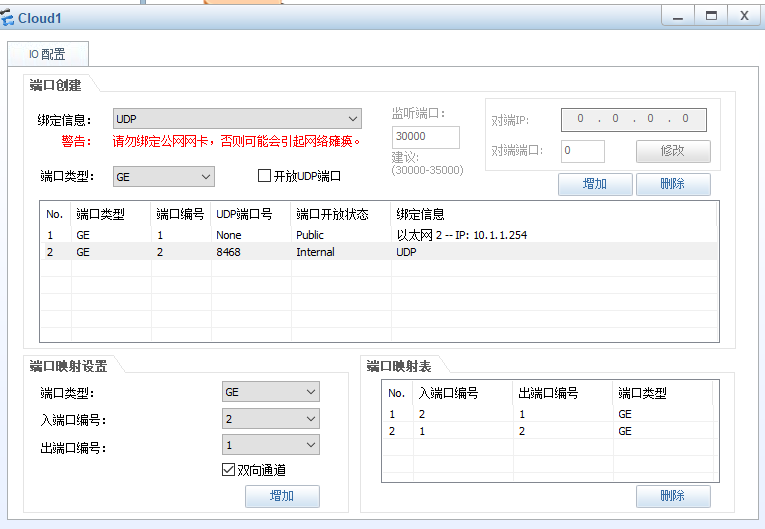 Cloud1
IO 配置
端口创建
绑定信息： UDP
警告： 请勿绑定公网网卡，否则可能会引起网络瘫痪。
监听端口：
30000
建议:
(30000-35000)
对端IP: 0 . 0 . 0 . 0
对端端口: 0 修改
端口类型： GE 开放UDP端口
增加 删除
No. 端口类型 端口编号 UDP端口号 端口开放状态 绑定信息
1 GE 1 None Public 以太网 2 -- IP: 10.1.1.254
2 GE 2 8468 Internal UDP
端口映射设置
端口类型： GE
入端口编号： 2
出端口编号： 1
双向通道
增加
端口映射表
No. 入端口编号 出端口编号 端口类型
1 2 1 GE
2 1 2 GE
删除